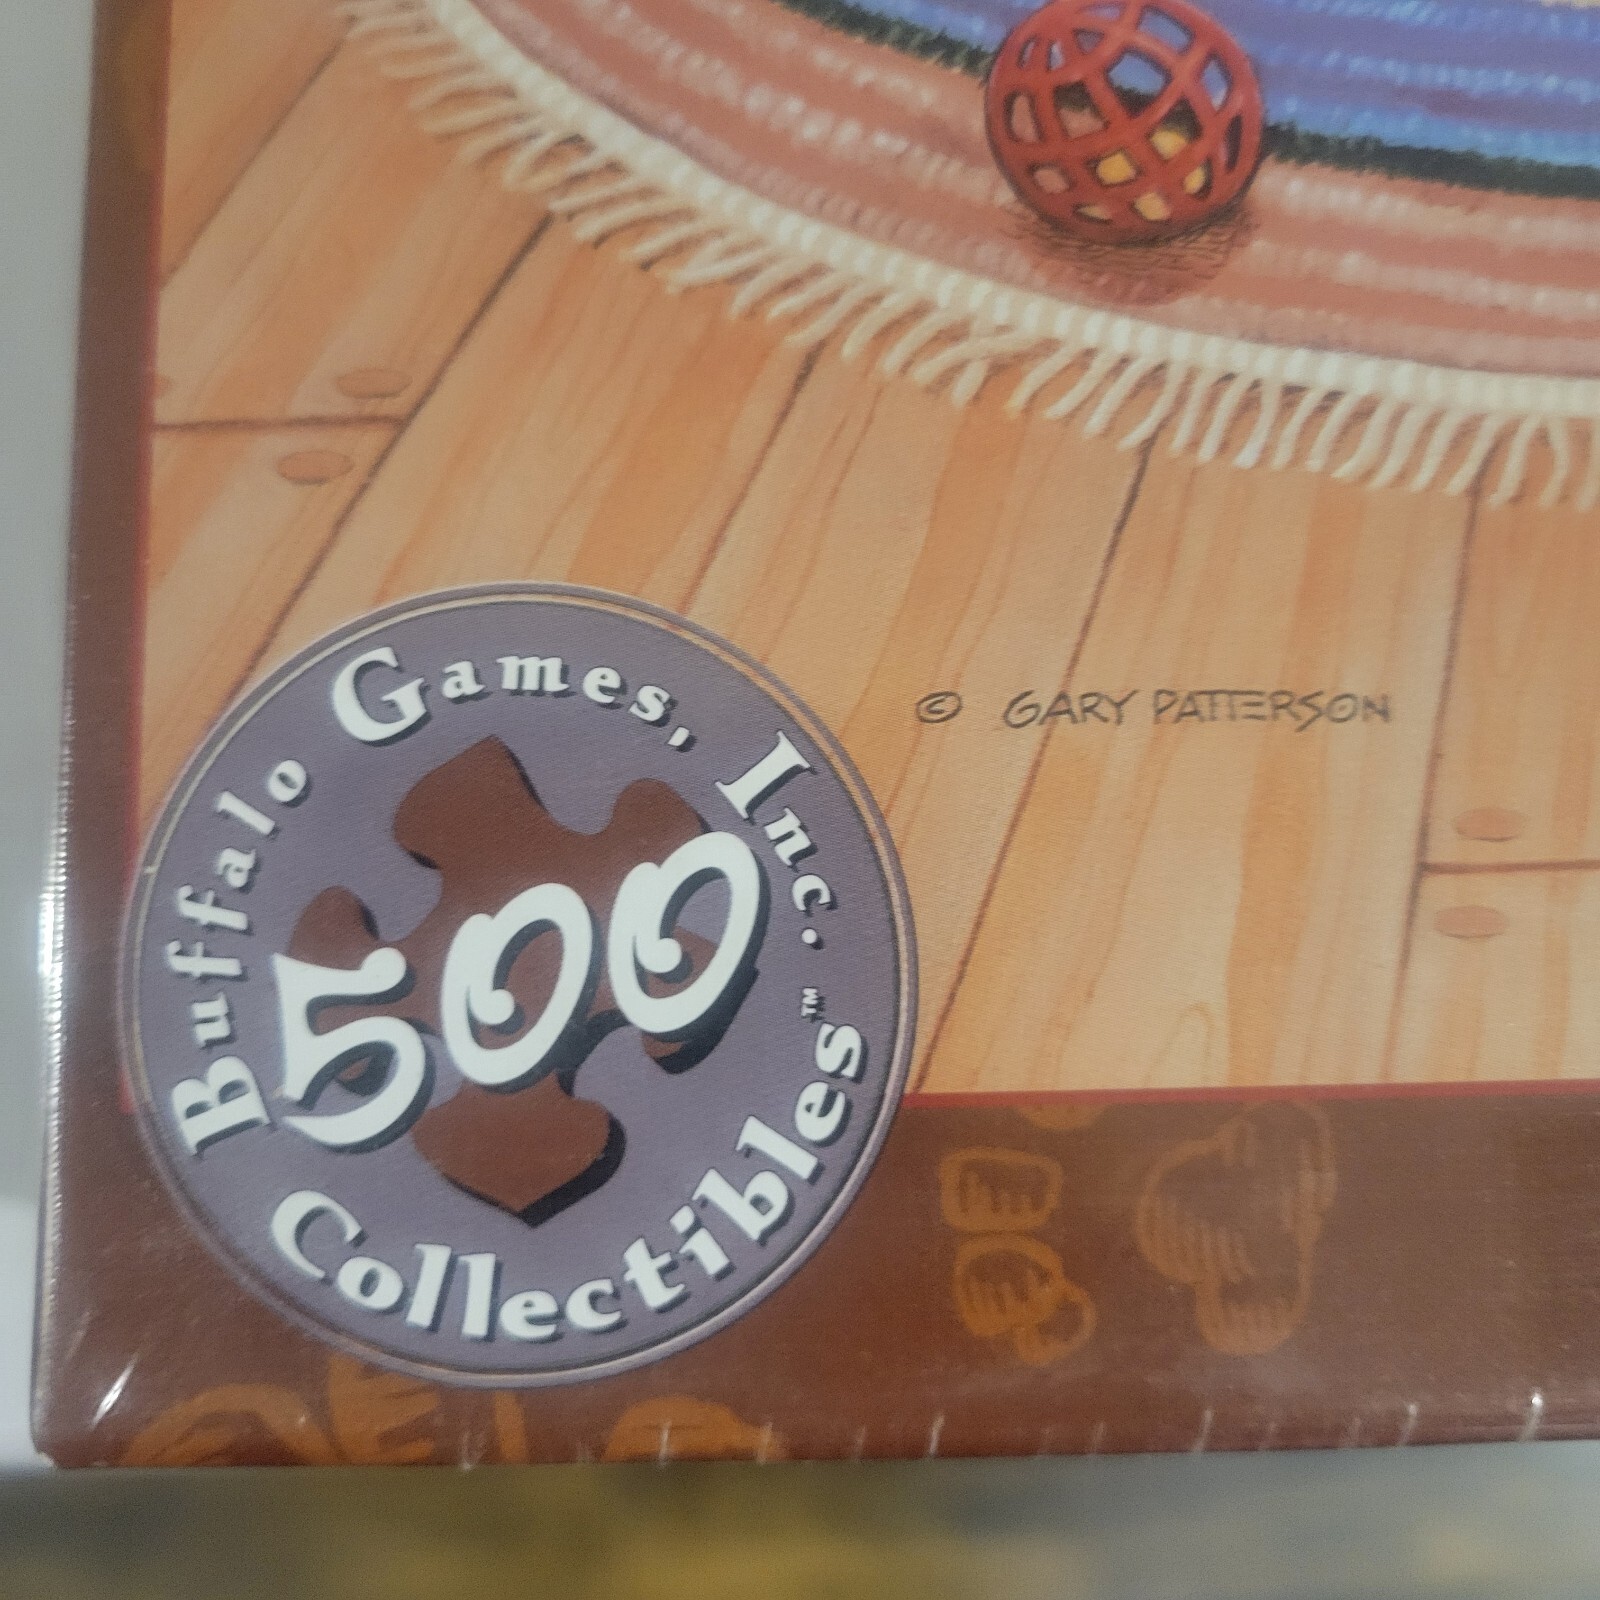 © GARY PATTERSON
Buffalo Games, Inc.
500
Collectibles™